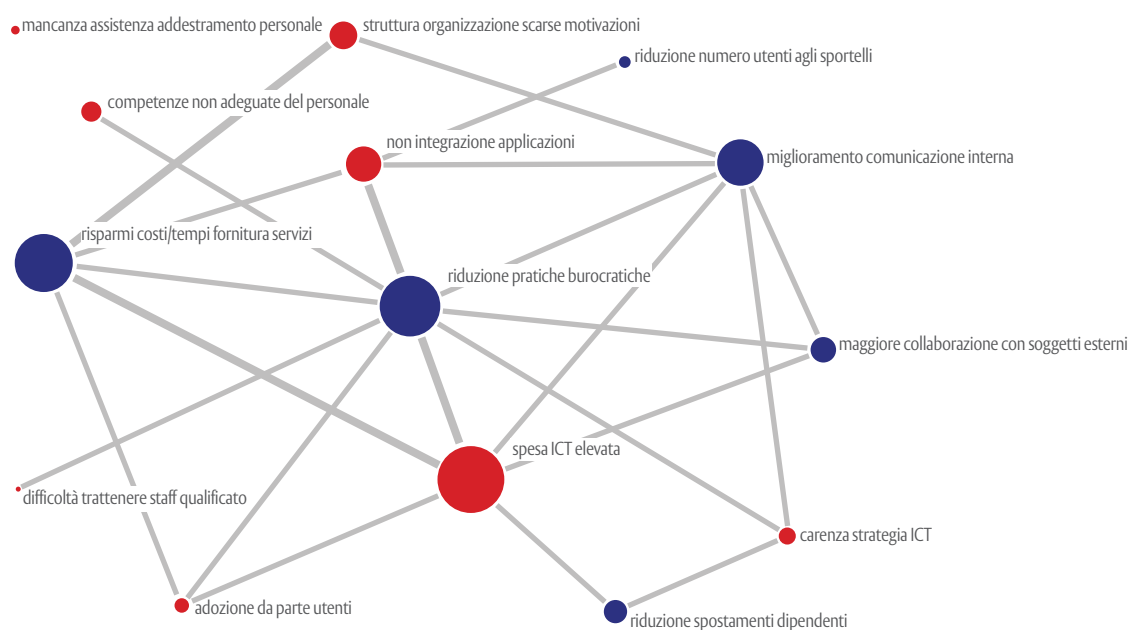 mancanza assistenza addestramento personale
struttura organizzazione scarse motivazioni
riduzione numero utenti agli sportelli
competenze non adeguate del personale
non integrazione applicazioni
miglioramento comunicazione interna
risparmi costi/tempi fornitura servizi
riduzione pratiche burocratiche
maggiore collaborazione con soggetti esterni
spesa ICT elevata
difficoltà trattenere staff qualificato
carenza strategia ICT
adozione da parte utenti
riduzione spostamenti dipendenti